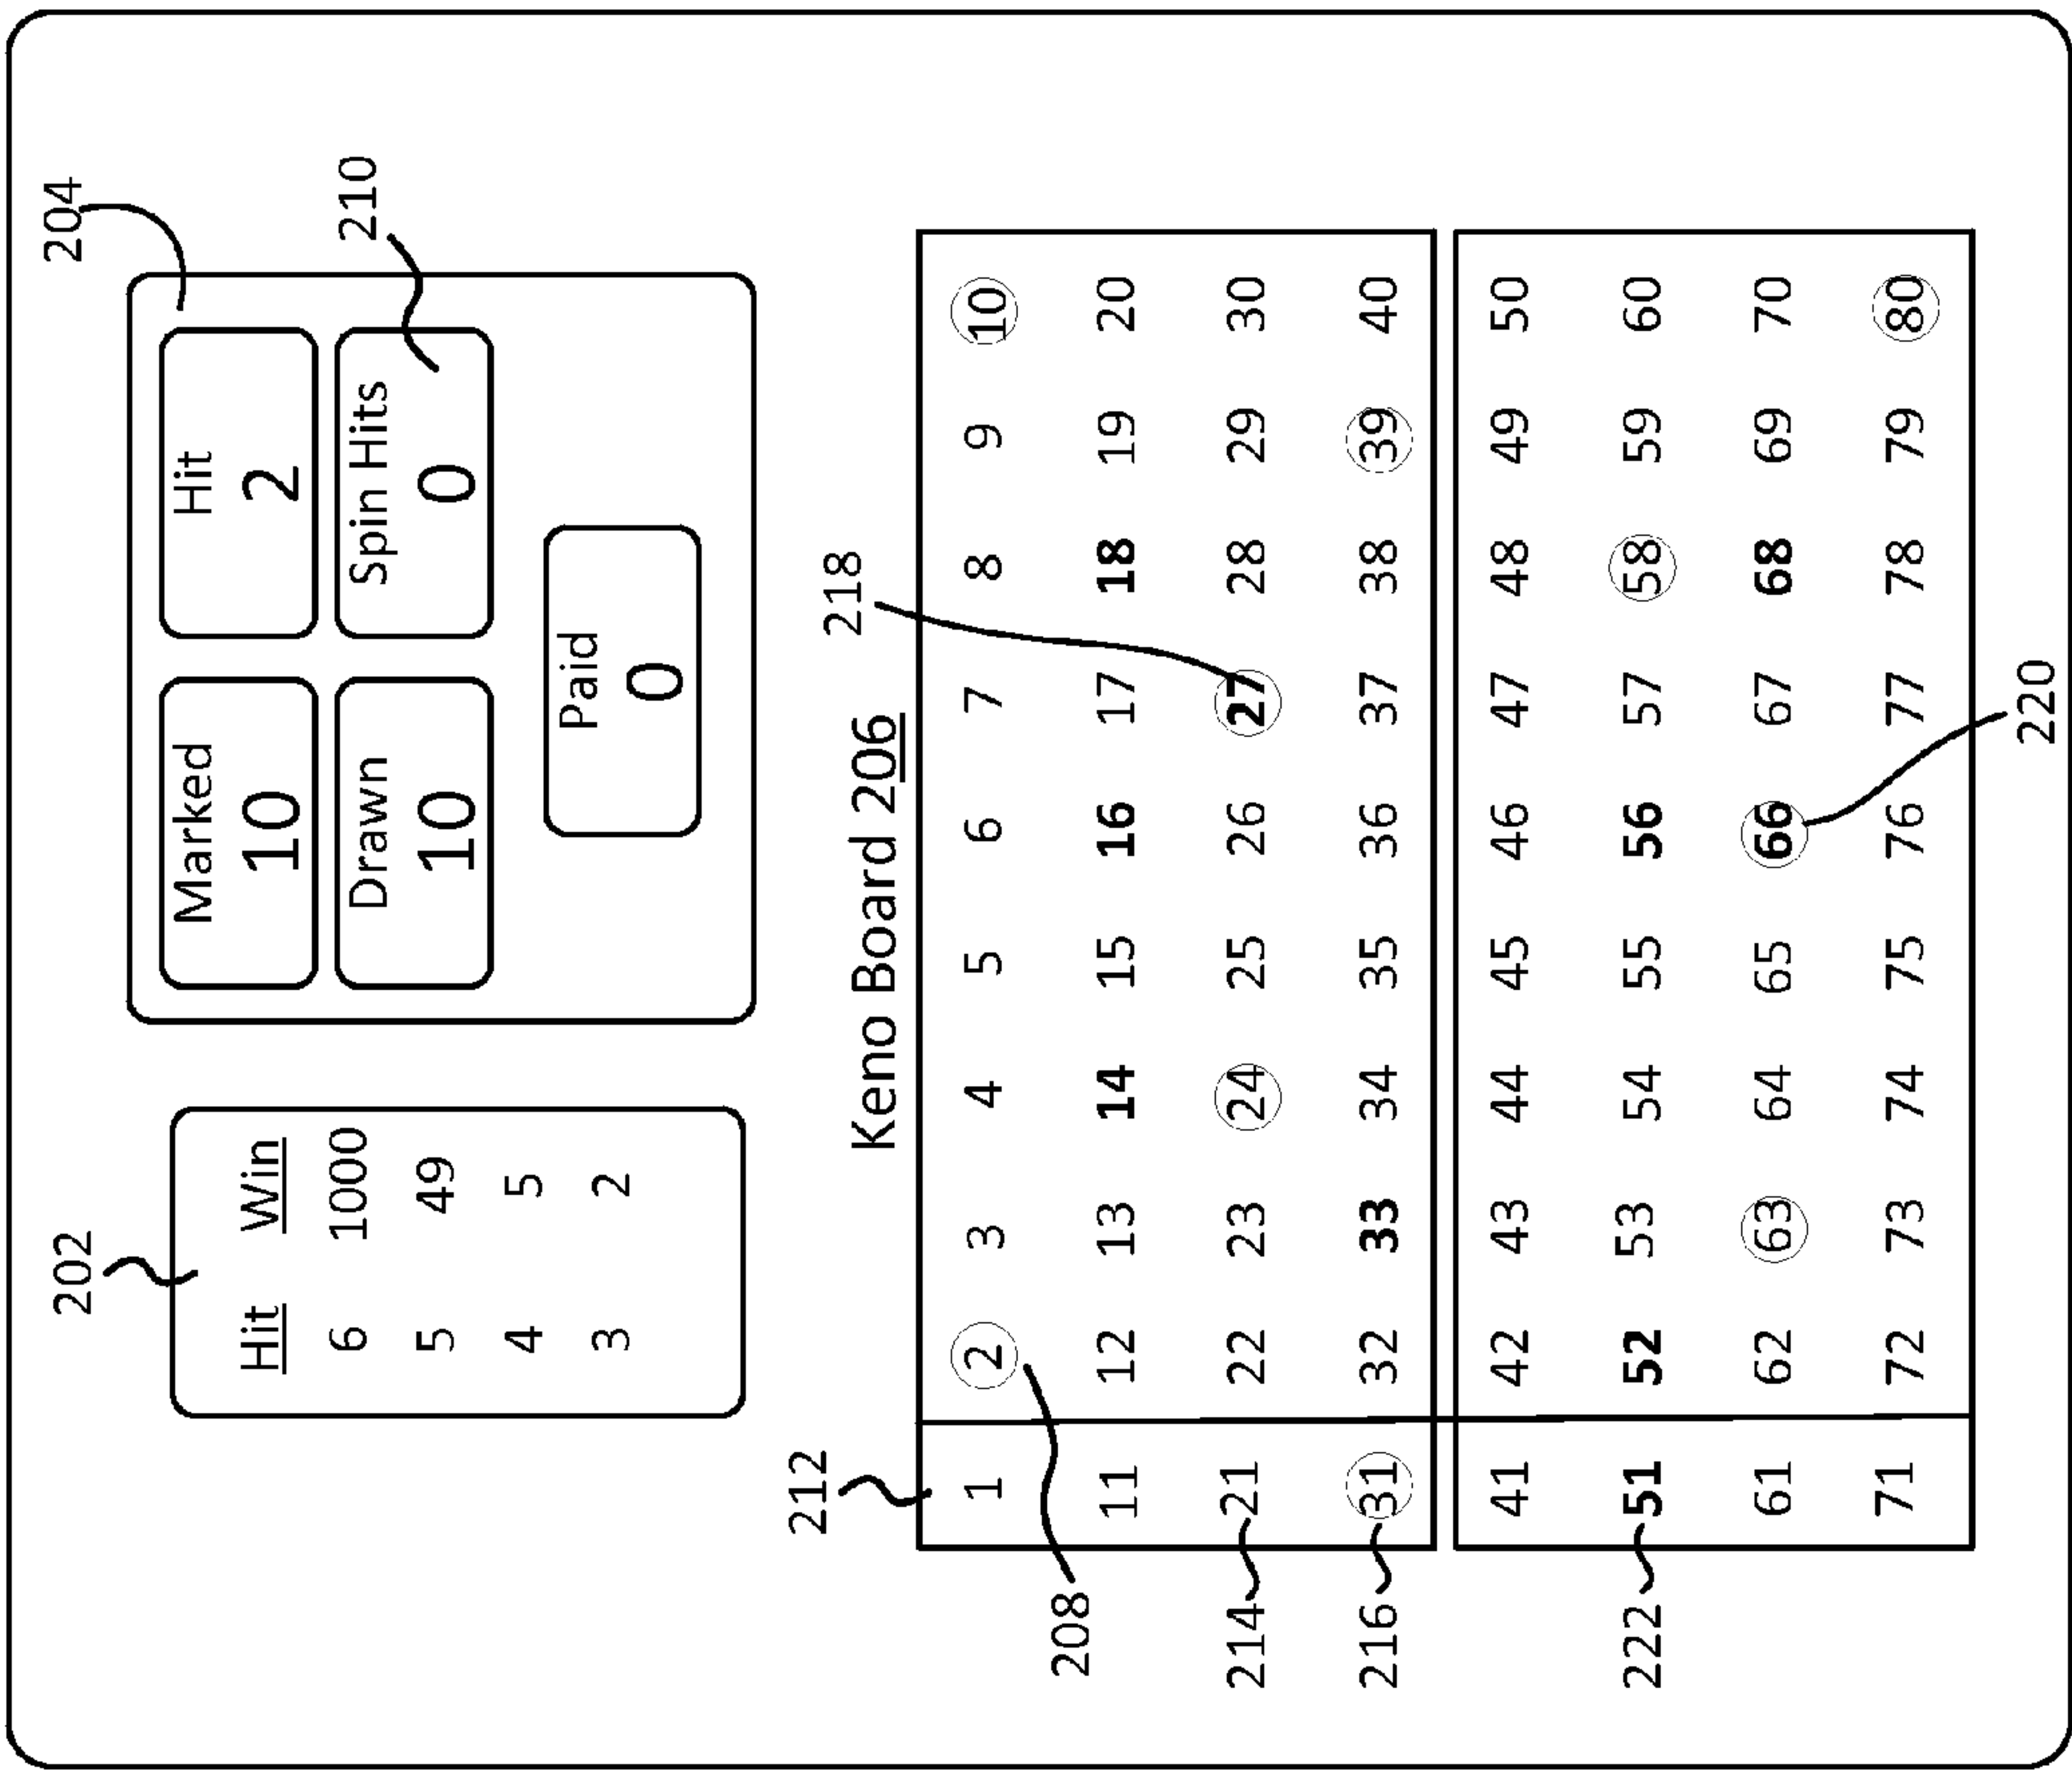 202
204
210
Hit Win
6 1000
5 49
4 5
3 2
Marked
10
Hit
2
Drawn
10
Spin Hits
0
Paid
0
Keno Board 206
218
212
1 2 3 4 5 6 7 8 9 10
11 12 13 14 15 16 17 18 19 20
21 22 23 24 25 26 27 28 29 30
31 32 33 34 35 36 37 38 39 40
41 42 43 44 45 46 47 48 49 50
51 52 53 54 55 56 57 58 59 60
61 62 63 64 65 66 67 68 69 70
71 72 73 74 75 76 77 78 79 80
208
214
216
222
220